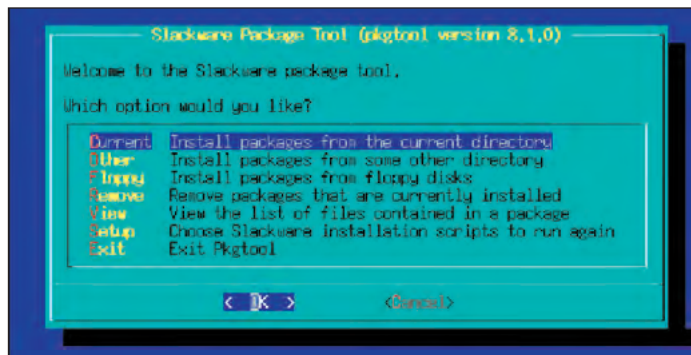 Slackware Package Tool (pkgtool version 8.1.0)
Welcome to the Slackware package tool.
Which option would you like?
Current Install packages from the current directory
Other Install packages from some other directory
Floppy Install packages from floppy disks
Remove Remove packages that are currently installed
View View the list of files contained in a package
Setup Choose Slackware installation scripts to run again
Exit Exit Pkgtool
< OK > <Cancel>